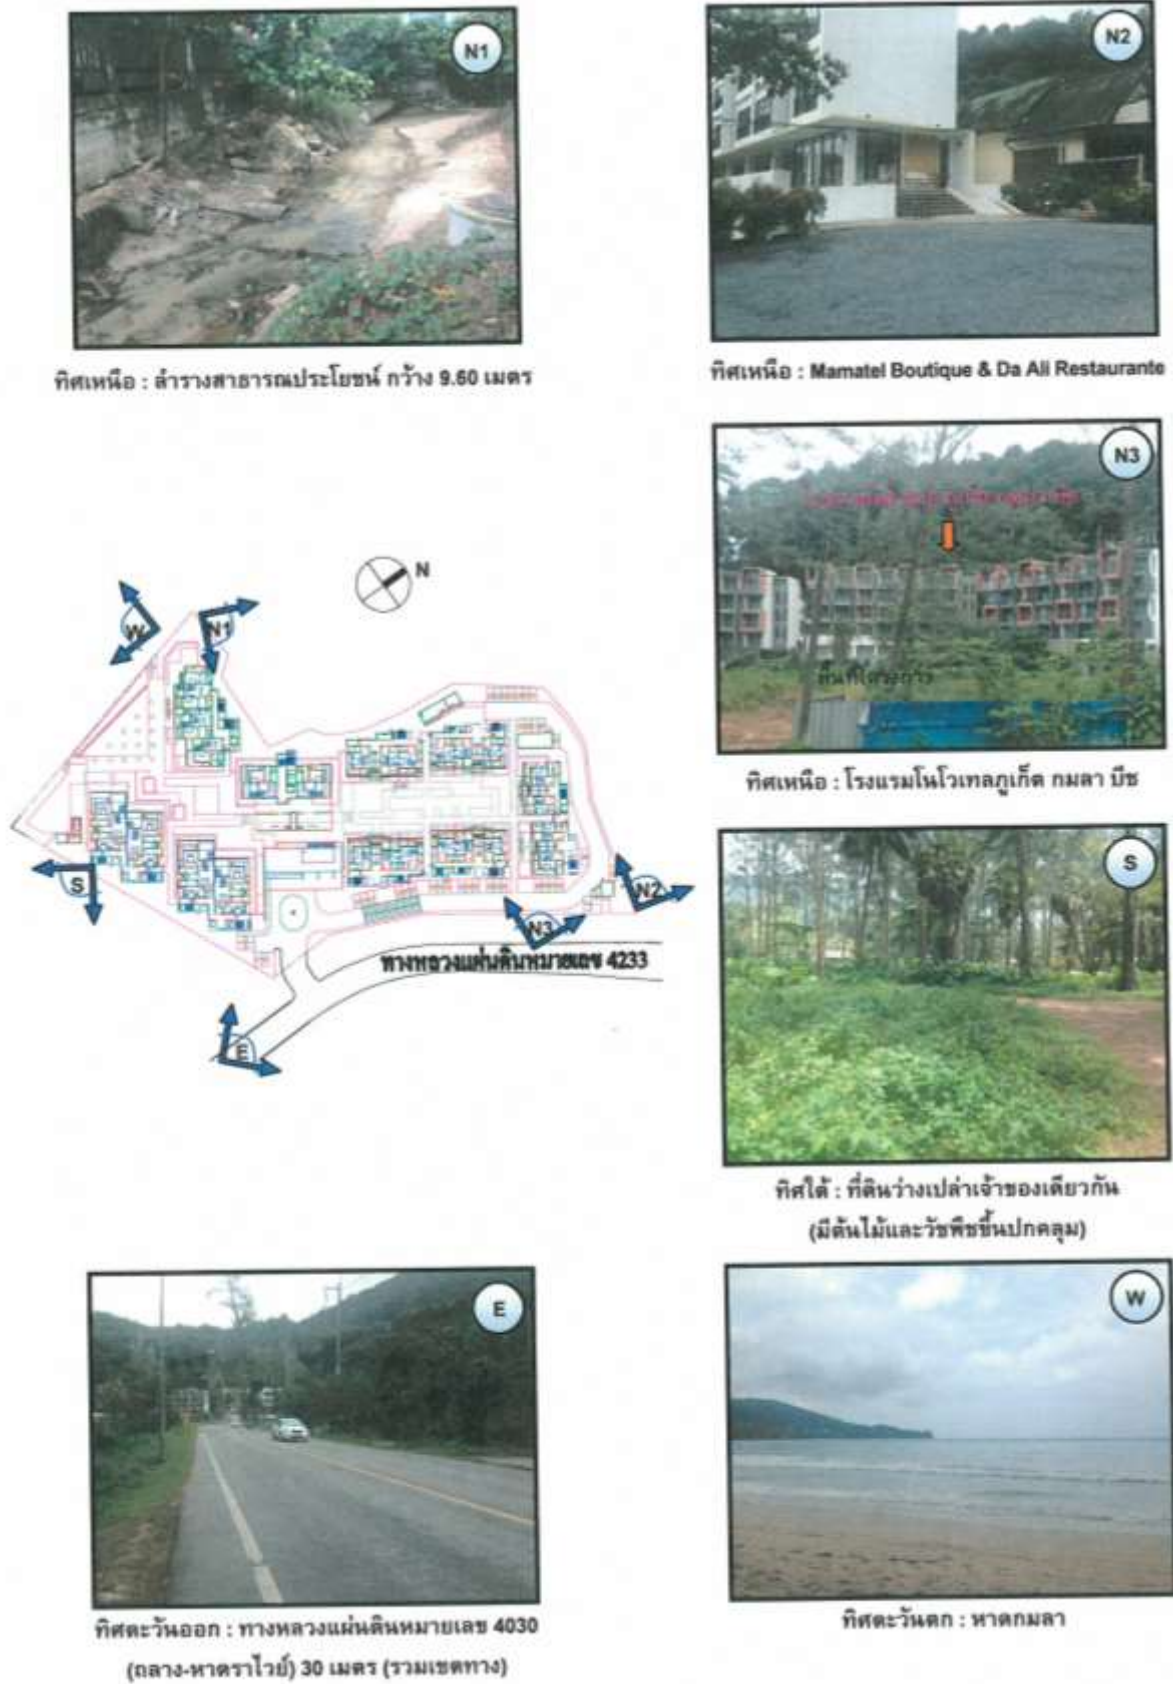 N1
N2
ทิศเหนือ : ลำรางสาธารณประโยชน์ กว้าง 9.60 เมตร
ทิศเหนือ : Mamatel Boutique & Da Ali Restaurante
N3
พื้นที่โครงการ
ทิศเหนือ : โรงแรมโนโวเทลภูเก็ต กมลา บีช
N
W
N1
S
N2
N3
ทางหลวงแผ่นดินหมายเลข 4233
E
S
ทิศใต้ : ที่ดินว่างเปล่าเจ้าของเดียวกัน
(มีต้นไม้และวัชพืชขึ้นปกคลุม)
E
W
ทิศตะวันออก : ทางหลวงแผ่นดินหมายเลข 4030
(ถลาง-หาดราไวย์) 30 เมตร (รวมเขตทาง)
ทิศตะวันตก : หาดกมลา